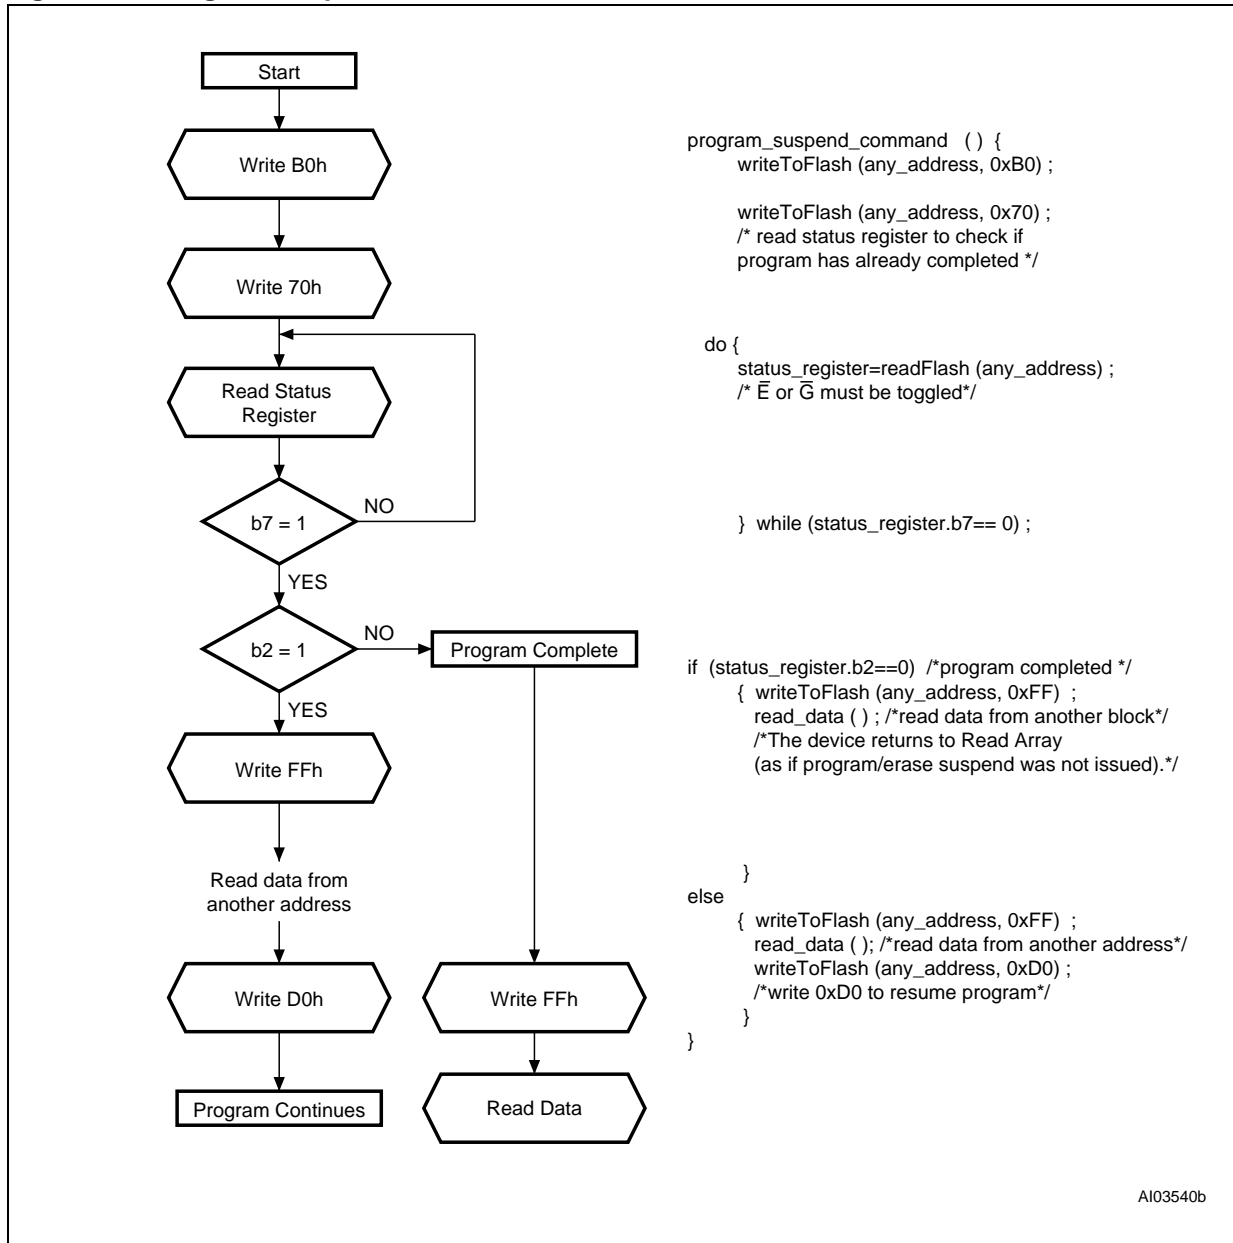 Start
Write B0h
Write 70h
Read Status
Register
b7 = 1
NO
YES
b2 = 1
NO
Program Complete
YES
Write FFh
Read data from
another address
Write D0h
Write FFh
Program Continues
Read Data
program_suspend_command ( ) {
writeToFlash (any_address, 0xB0) ;
writeToFlash (any_address, 0x70) ;
/* read status register to check if
program has already completed */
do {
status_register=readFlash (any_address) ;
/* E̅ or G̅ must be toggled*/
} while (status_register.b7== 0) ;
if (status_register.b2==0) /*program completed */
{ writeToFlash (any_address, 0xFF) ;
read_data ( ) ; /*read data from another block*/
/*The device returns to Read Array
(as if program/erase suspend was not issued).*/
}
else
{ writeToFlash (any_address, 0xFF) ;
read_data ( ); /*read data from another address*/
writeToFlash (any_address, 0xD0) ;
/*write 0xD0 to resume program*/
}
}
AI03540b